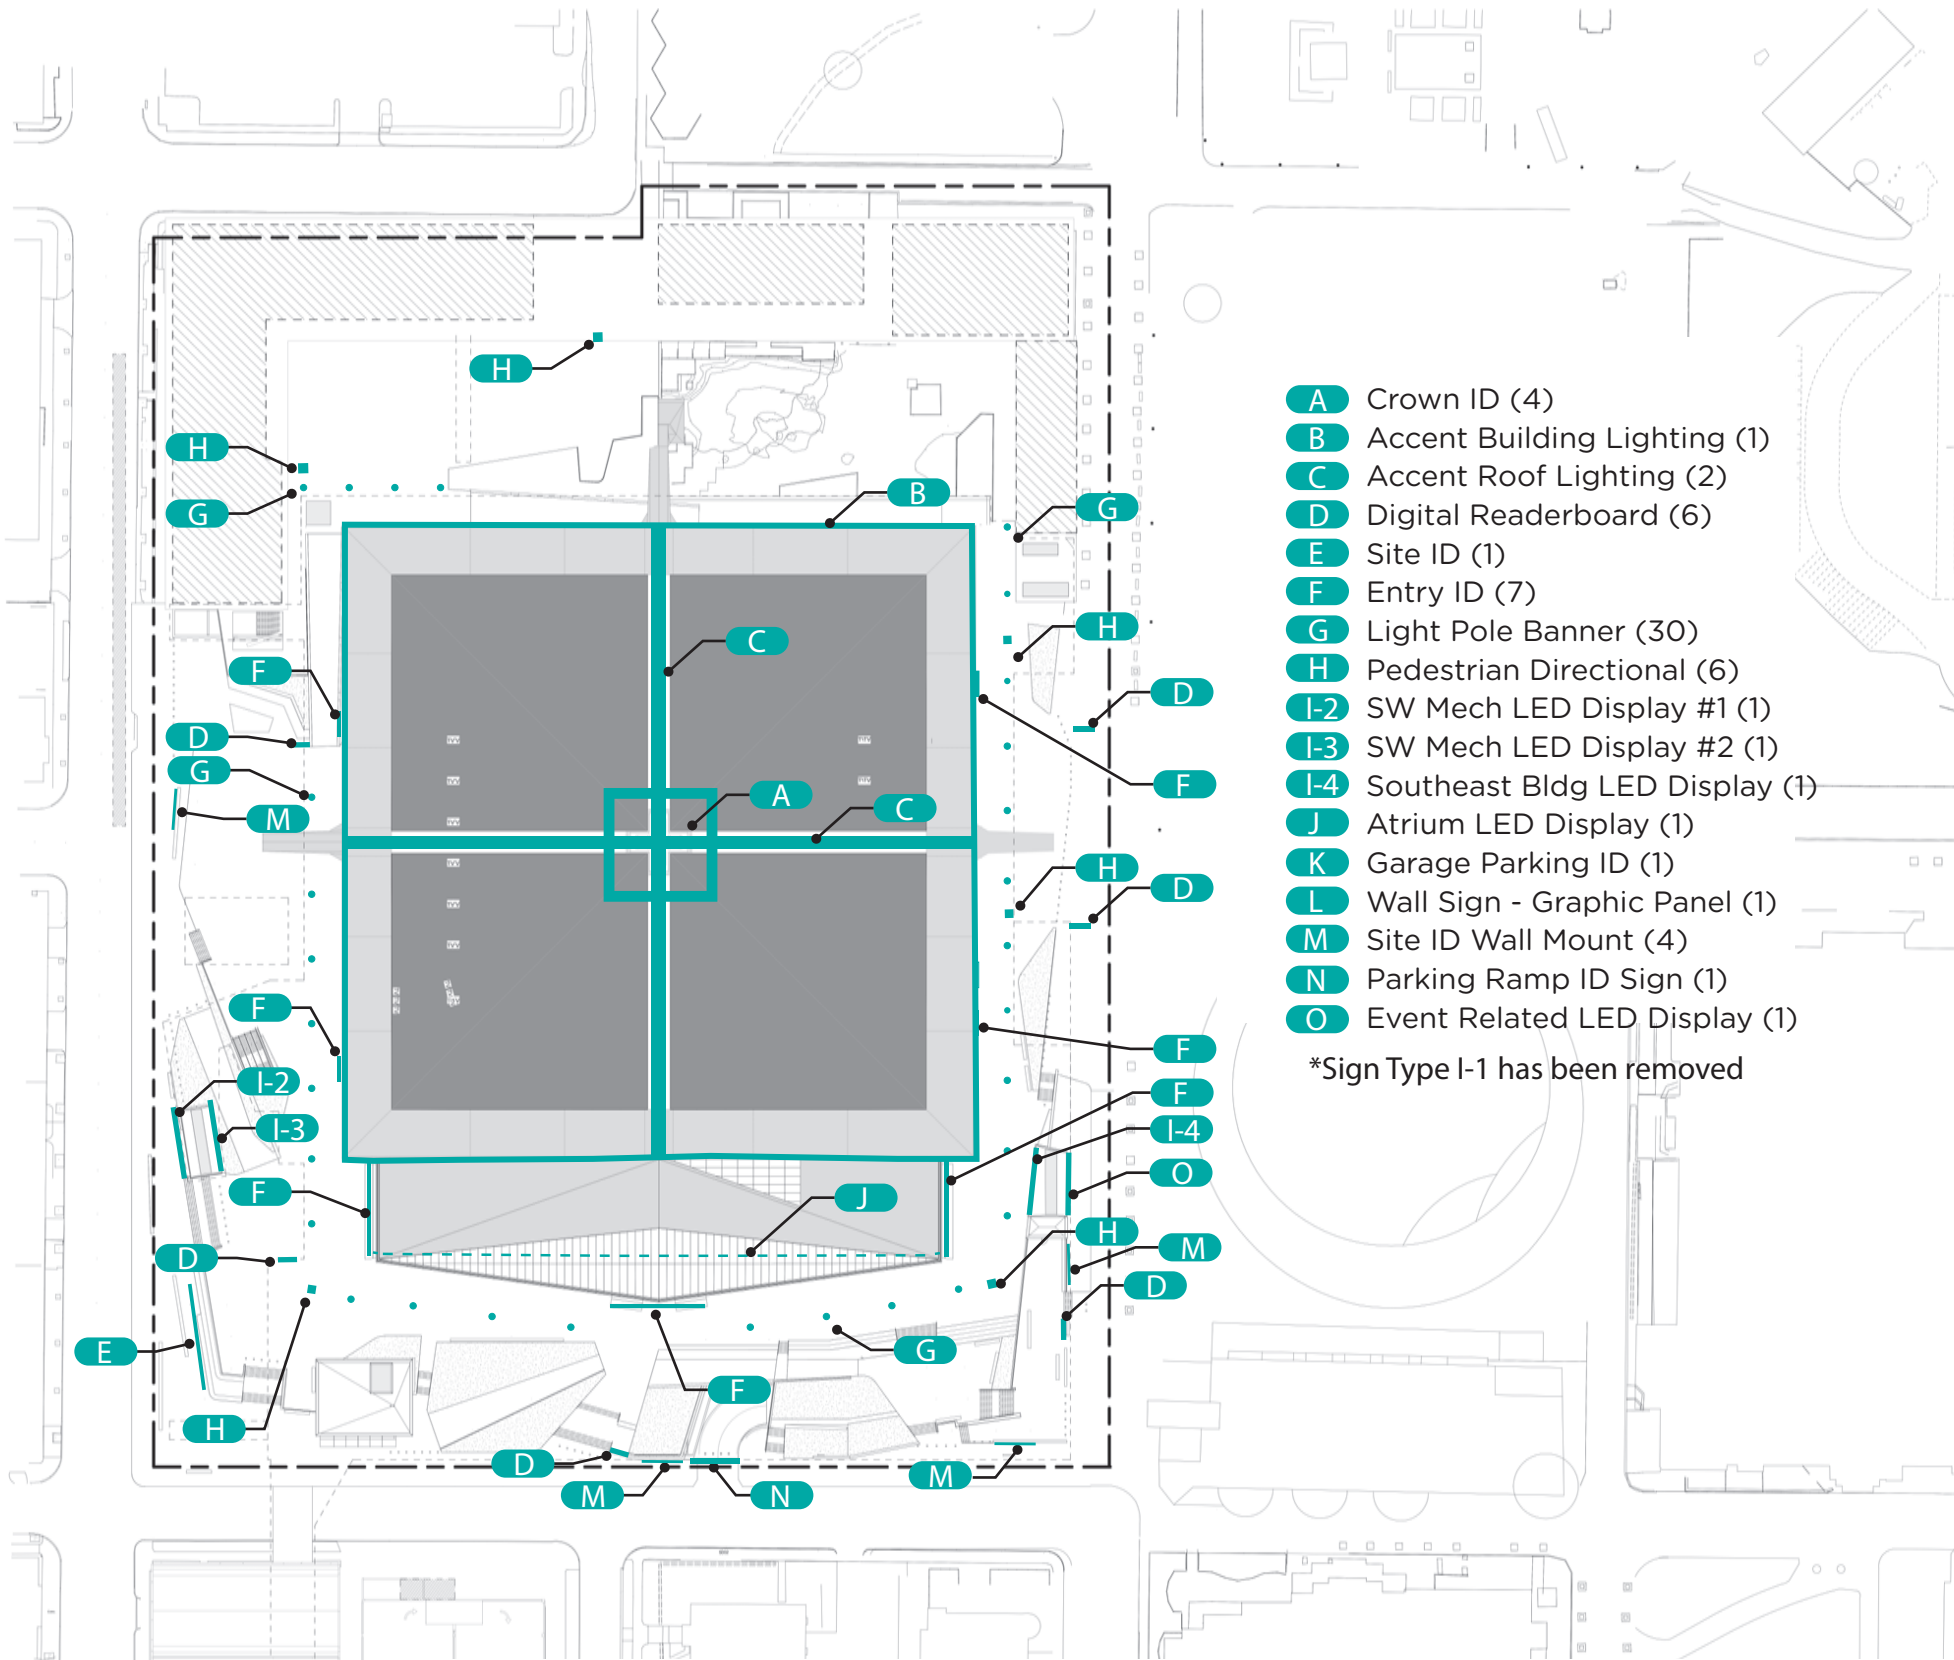 H
H
G
B
G
C
H
F
D
D
G
F
A
M
C
H
D
F
F
I-2
F
I-3
I-4
O
F
J
H
M
D
D
E
G
F
H
D
M
M
N
A Crown ID (4)
B Accent Building Lighting (1)
C Accent Roof Lighting (2)
D Digital Readerboard (6)
E Site ID (1)
F Entry ID (7)
G Light Pole Banner (30)
H Pedestrian Directional (6)
I-2 SW Mech LED Display #1 (1)
I-3 SW Mech LED Display #2 (1)
I-4 Southeast Bldg LED Display (1)
J Atrium LED Display (1)
K Garage Parking ID (1)
L Wall Sign - Graphic Panel (1)
M Site ID Wall Mount (4)
N Parking Ramp ID Sign (1)
O Event Related LED Display (1)
*Sign Type I-1 has been removed